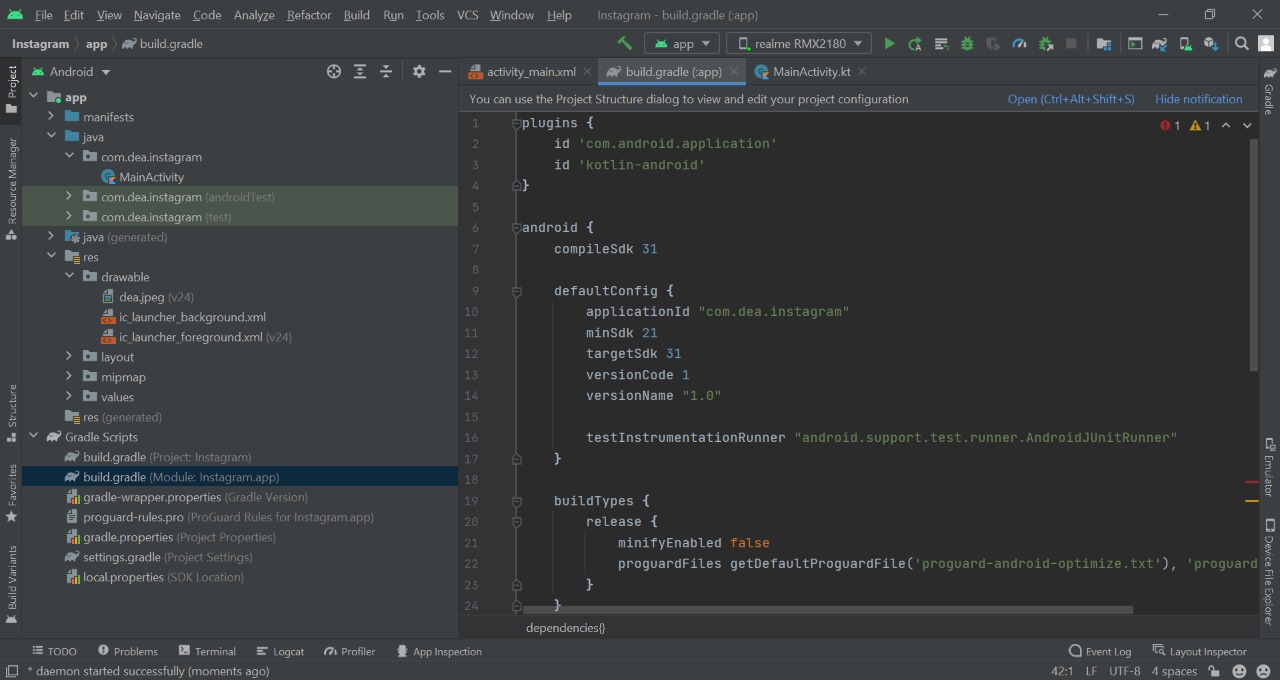 File Edit View Navigate Code Analyze Refactor Build Run Tools VCS Window Help Instagram - build.gradle (:app)
Instagram app build.gradle
app realme RMX2180
Project
Resource Manager
Structure
Favorites
Build Variants
Android
app
manifests
java
com.dea.instagram
MainActivity
com.dea.instagram (androidTest)
com.dea.instagram (test)
java (generated)
res
drawable
dea.jpeg (v24)
ic_launcher_background.xml
ic_launcher_foreground.xml (v24)
layout
mipmap
values
res (generated)
Gradle Scripts
build.gradle (Project: Instagram)
build.gradle (Module: Instagram.app)
gradle-wrapper.properties (Gradle Version)
proguard-rules.pro (ProGuard Rules for Instagram.app)
gradle.properties (Project Properties)
settings.gradle (Project Settings)
local.properties (SDK Location)
activity_main.xml build.gradle (:app) MainActivity.kt
You can use the Project Structure dialog to view and edit your project configuration Open (Ctrl+Alt+Shift+S) Hide notification
1 1
1 plugins {
2 id 'com.android.application'
3 id 'kotlin-android'
4 }
5
6 android {
7 compileSdk 31
8
9 defaultConfig {
10 applicationId "com.dea.instagram"
11 minSdk 21
12 targetSdk 31
13 versionCode 1
14 versionName "1.0"
15
16 testInstrumentationRunner "android.support.test.runner.AndroidJUnitRunner"
17 }
18
19 buildTypes {
20 release {
21 minifyEnabled false
22 proguardFiles getDefaultProguardFile('proguard-android-optimize.txt'), 'proguard
23 }
24 }
dependencies{}
Gradle
Emulator
Device File Explorer
TODO Problems Terminal Logcat Profiler App Inspection Event Log Layout Inspector
* daemon started successfully (moments ago) 42:1 LF UTF-8 4 spaces